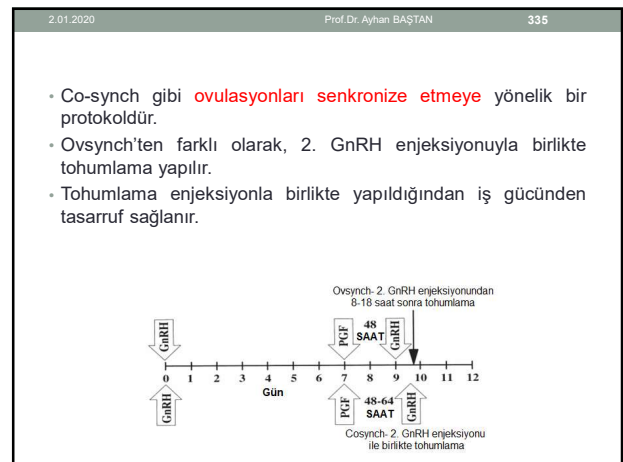 2.01.2020 Prof.Dr. Ayhan BAŞTAN 335
• Co-synch gibi ovulasyonları senkronize etmeye yönelik bir
protokoldür.
• Ovsynch’ten farklı olarak, 2. GnRH enjeksiyonuyla birlikte
tohumlama yapılır.
• Tohumlama enjeksiyonla birlikte yapıldığından iş gücünden
tasarruf sağlanır.
Ovsynch- 2. GnRH enjeksiyonundan
8-18 saat sonra tohumlama
GnRH PGF 48 SAAT GnRH
0 1 2 3 4 5 6 7 8 9 10 11 12
Gün
GnRH PGF 48-64 SAAT GnRH
Cosynch- 2. GnRH enjeksiyonu
ile birlikte tohumlama